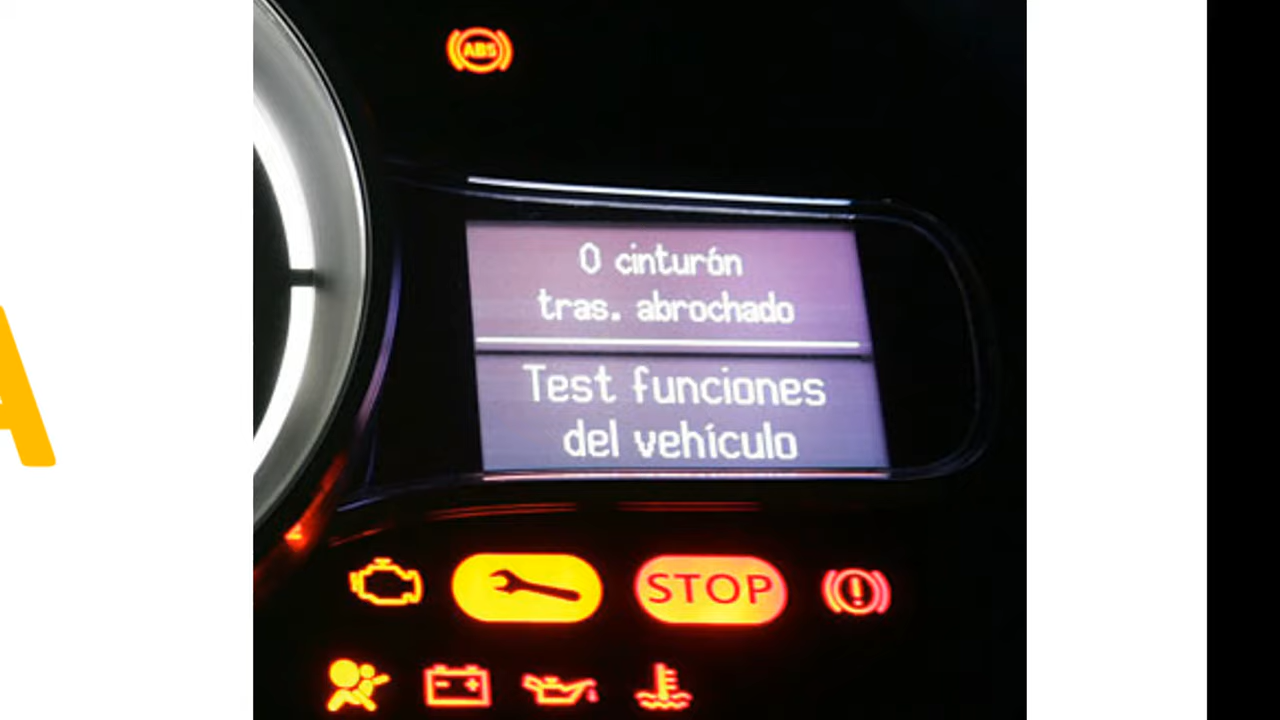 ABS
0 cinturón
tras. abrochado
Test funciones
del vehículo
STOP
A